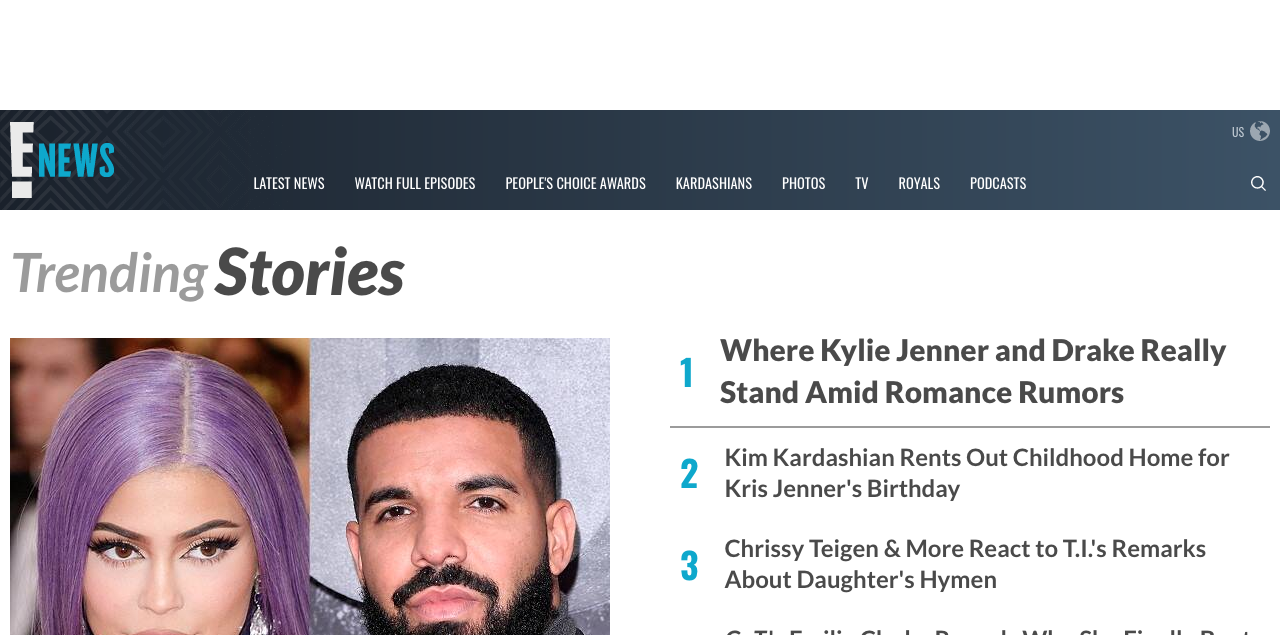 E! NEWS
US
LATEST NEWS WATCH FULL EPISODES PEOPLE'S CHOICE AWARDS KARDASHIANS PHOTOS TV ROYALS PODCASTS
Trending Stories
1 Where Kylie Jenner and Drake Really
Stand Amid Romance Rumors
2 Kim Kardashian Rents Out Childhood Home for
Kris Jenner's Birthday
3 Chrissy Teigen & More React to T.I.'s Remarks
About Daughter's Hymen